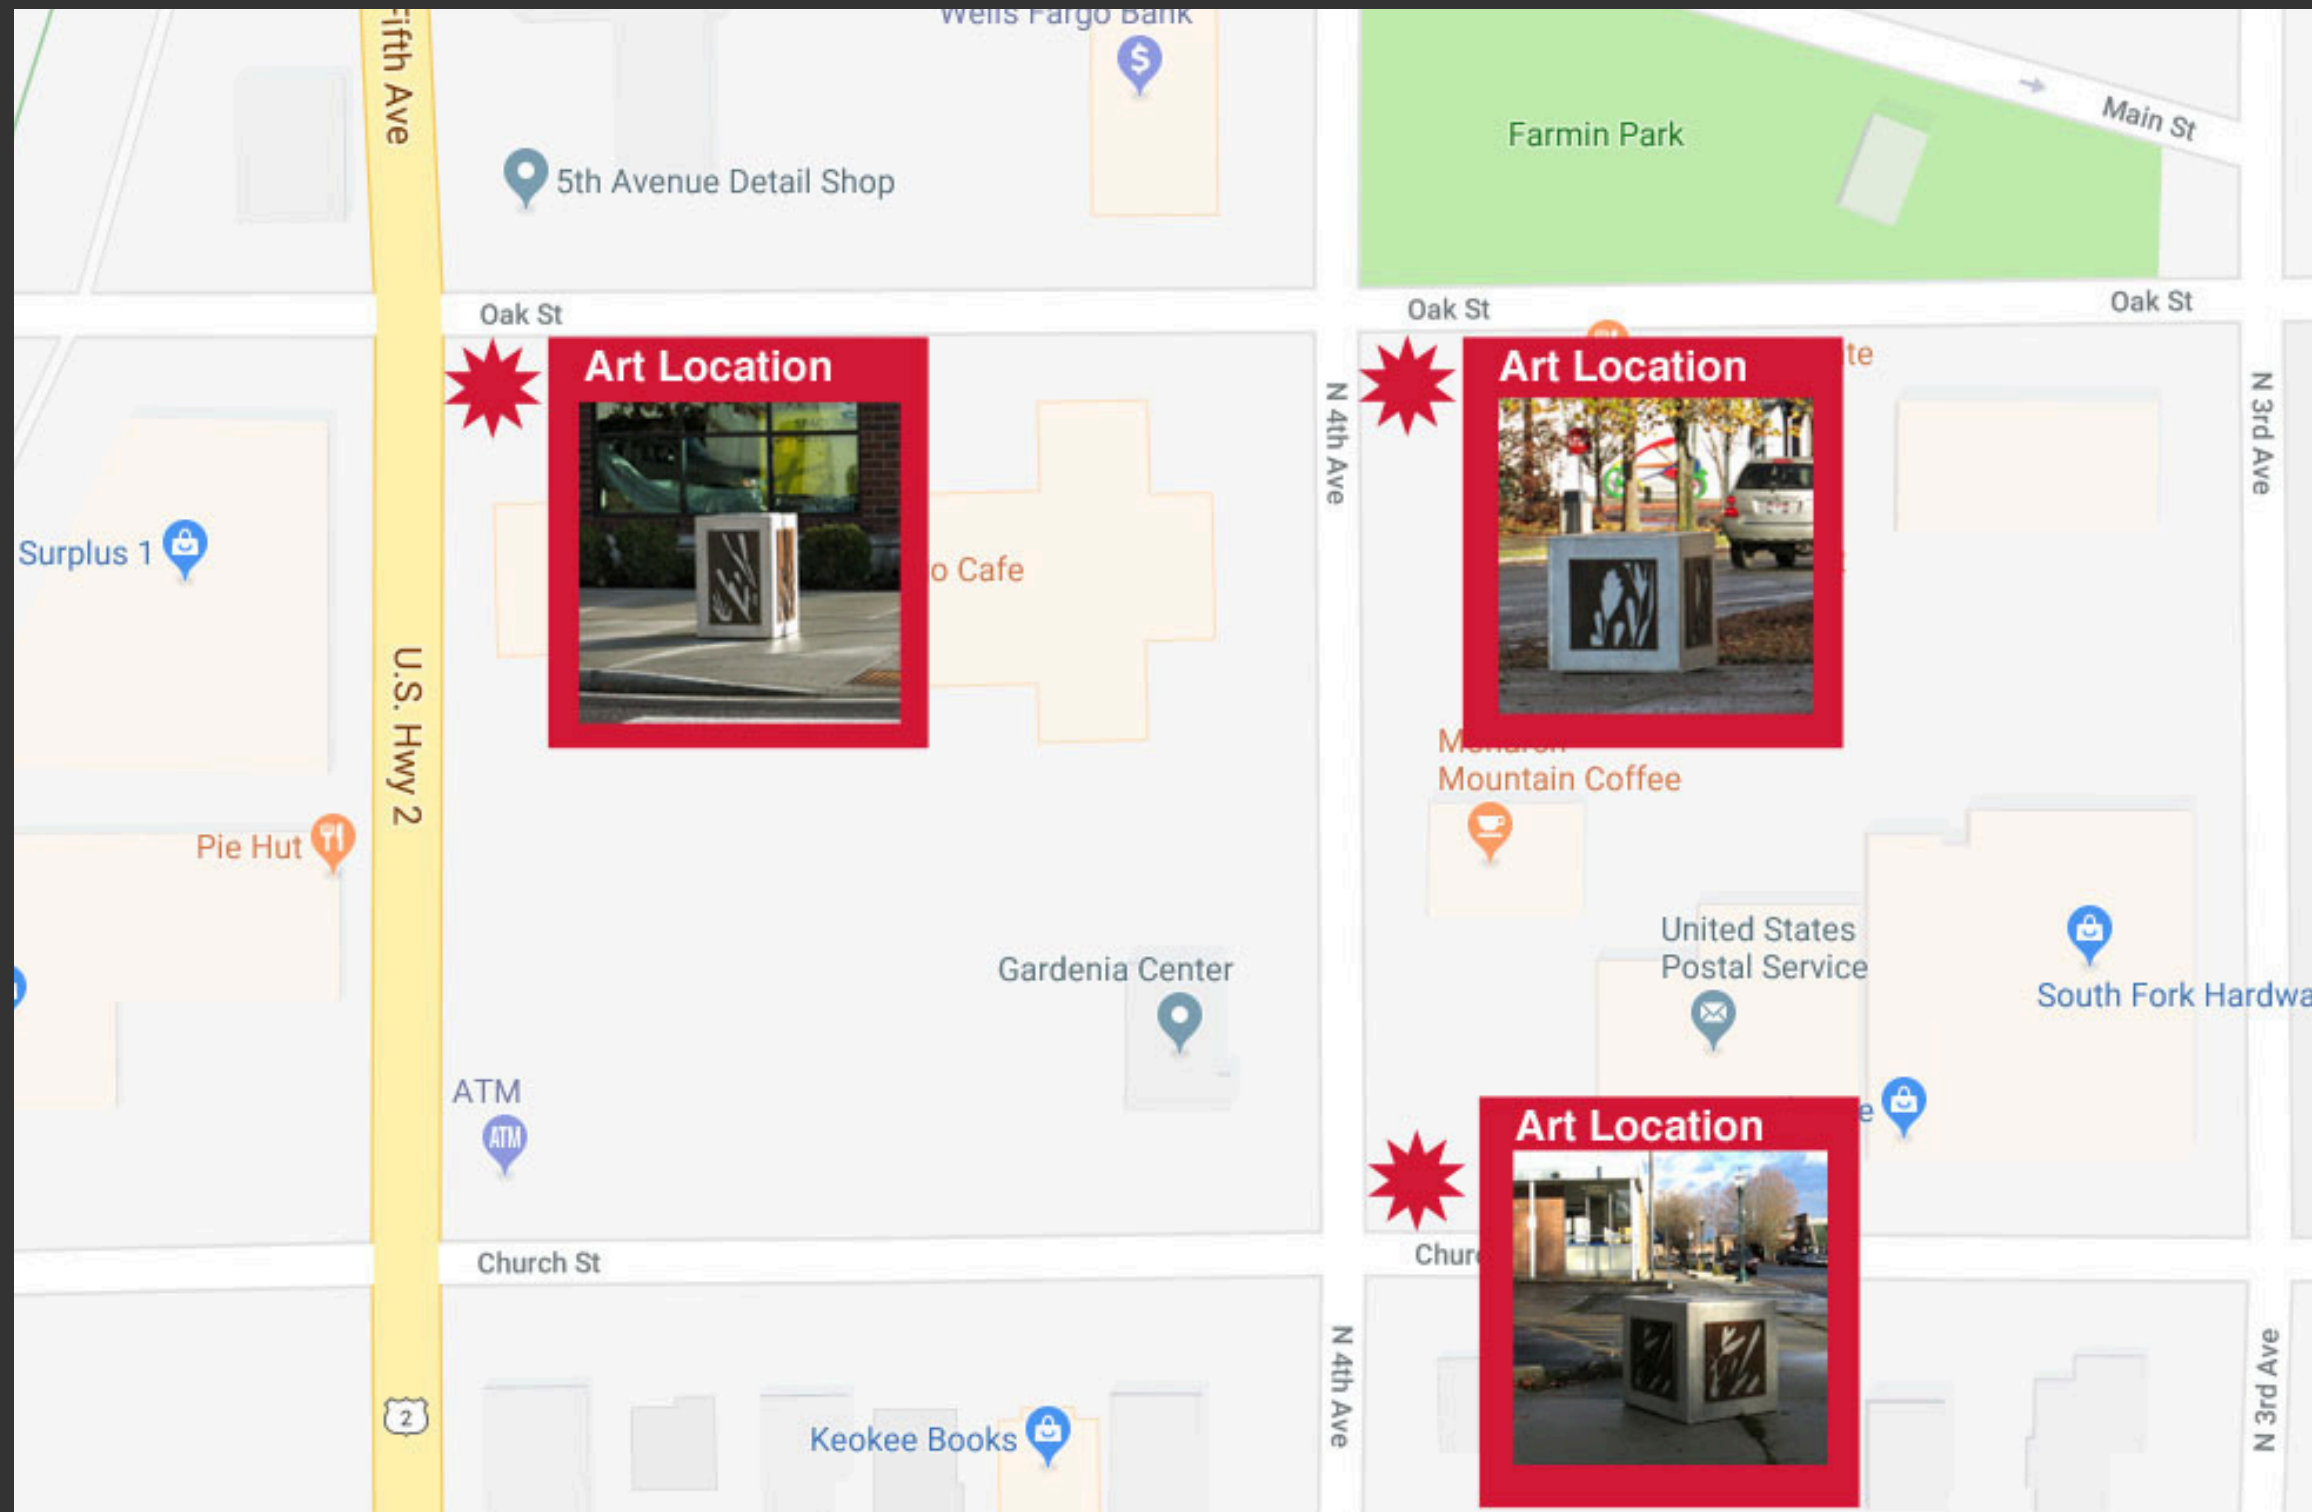 Wells Fargo Bank
Fifth Ave
Farmin Park
Main St
5th Avenue Detail Shop
Oak St
Oak St
Oak St
Art Location
Art Location
te
N 4th Ave
N 3rd Ave
Surplus 1
o Cafe
U.S. Hwy 2
Monarch
Mountain Coffee
Pie Hut
United States
Postal Service
Gardenia Center
South Fork Hardwa
ATM
ATM
e
Art Location
Church St
Churc
N 4th Ave
N 3rd Ave
2
Keokee Books